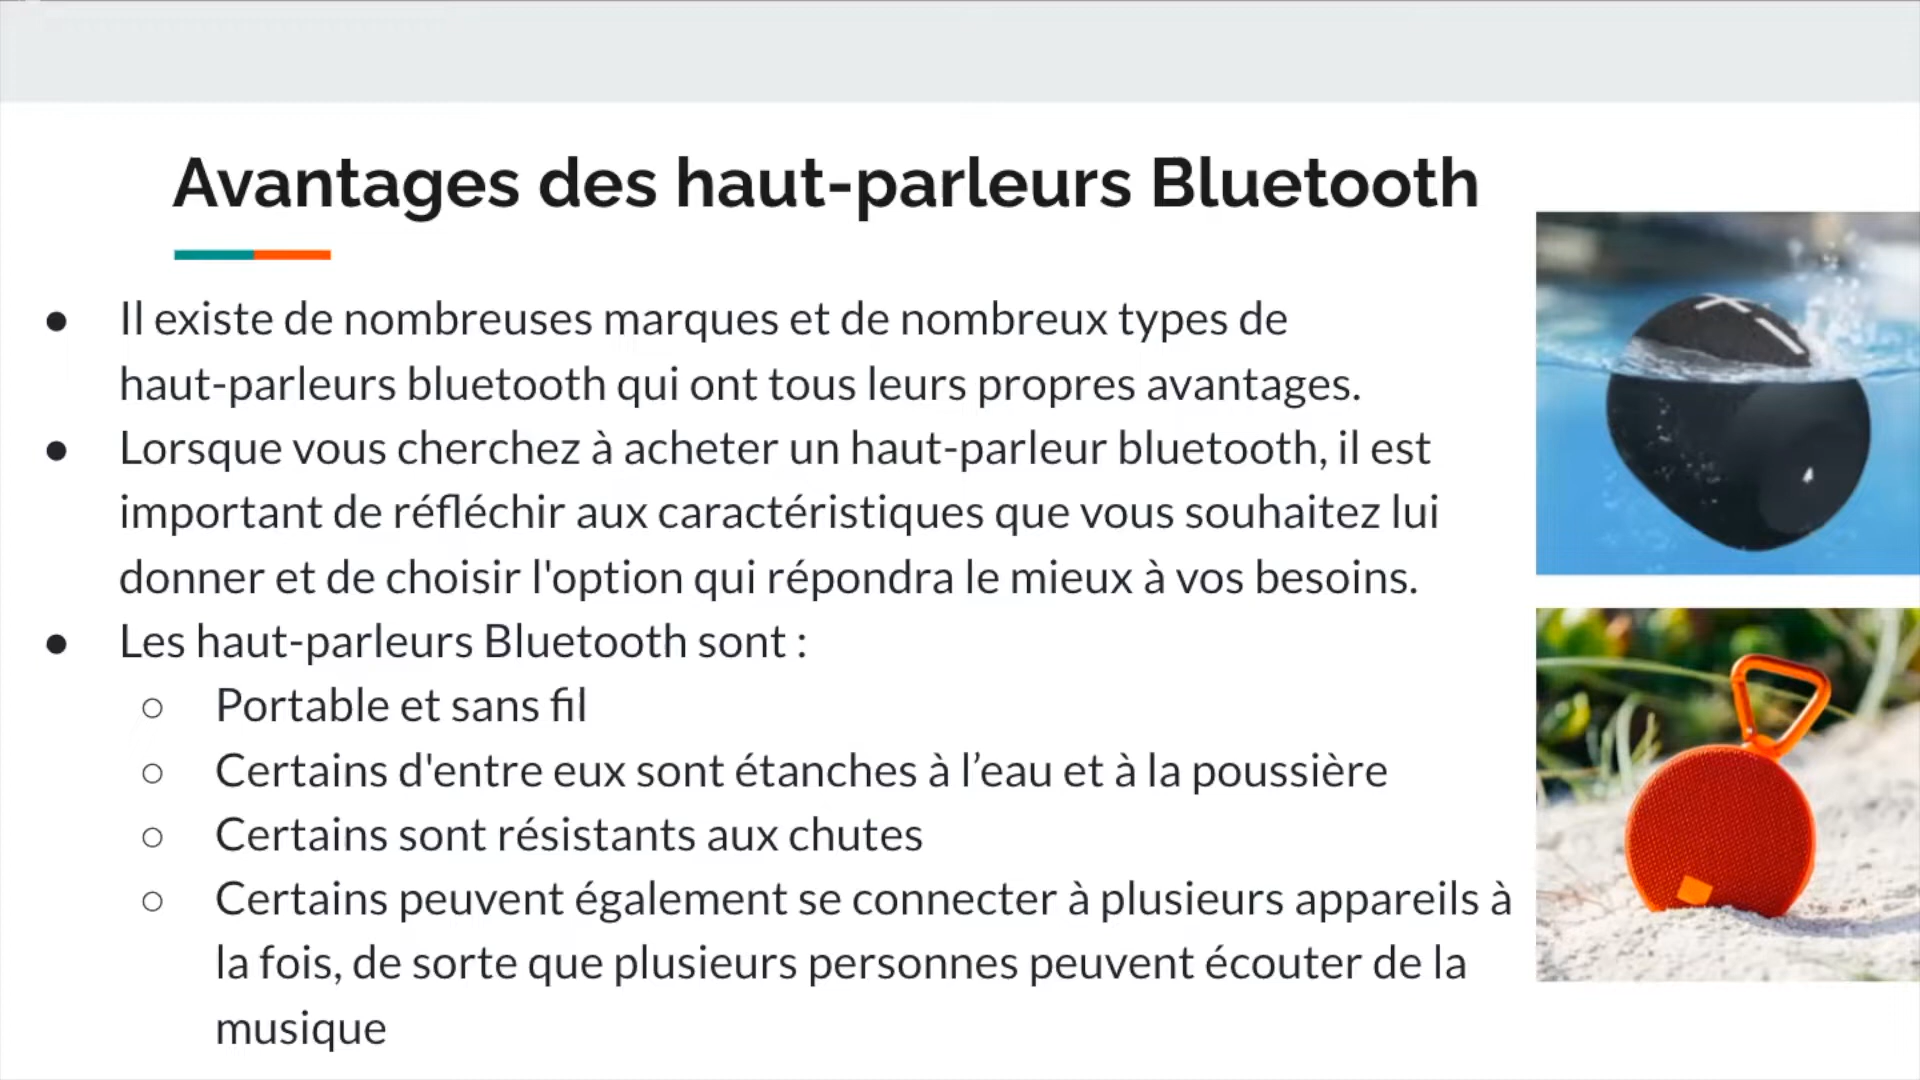 Avantages des haut-parleurs Bluetooth
● Il existe de nombreuses marques et de nombreux types de
haut-parleurs bluetooth qui ont tous leurs propres avantages.
● Lorsque vous cherchez à acheter un haut-parleur bluetooth, il est
important de réfléchir aux caractéristiques que vous souhaitez lui
donner et de choisir l'option qui répondra le mieux à vos besoins.
● Les haut-parleurs Bluetooth sont :
○ Portable et sans fil
○ Certains d'entre eux sont étanches à l’eau et à la poussière
○ Certains sont résistants aux chutes
○ Certains peuvent également se connecter à plusieurs appareils à
la fois, de sorte que plusieurs personnes peuvent écouter de la
musique